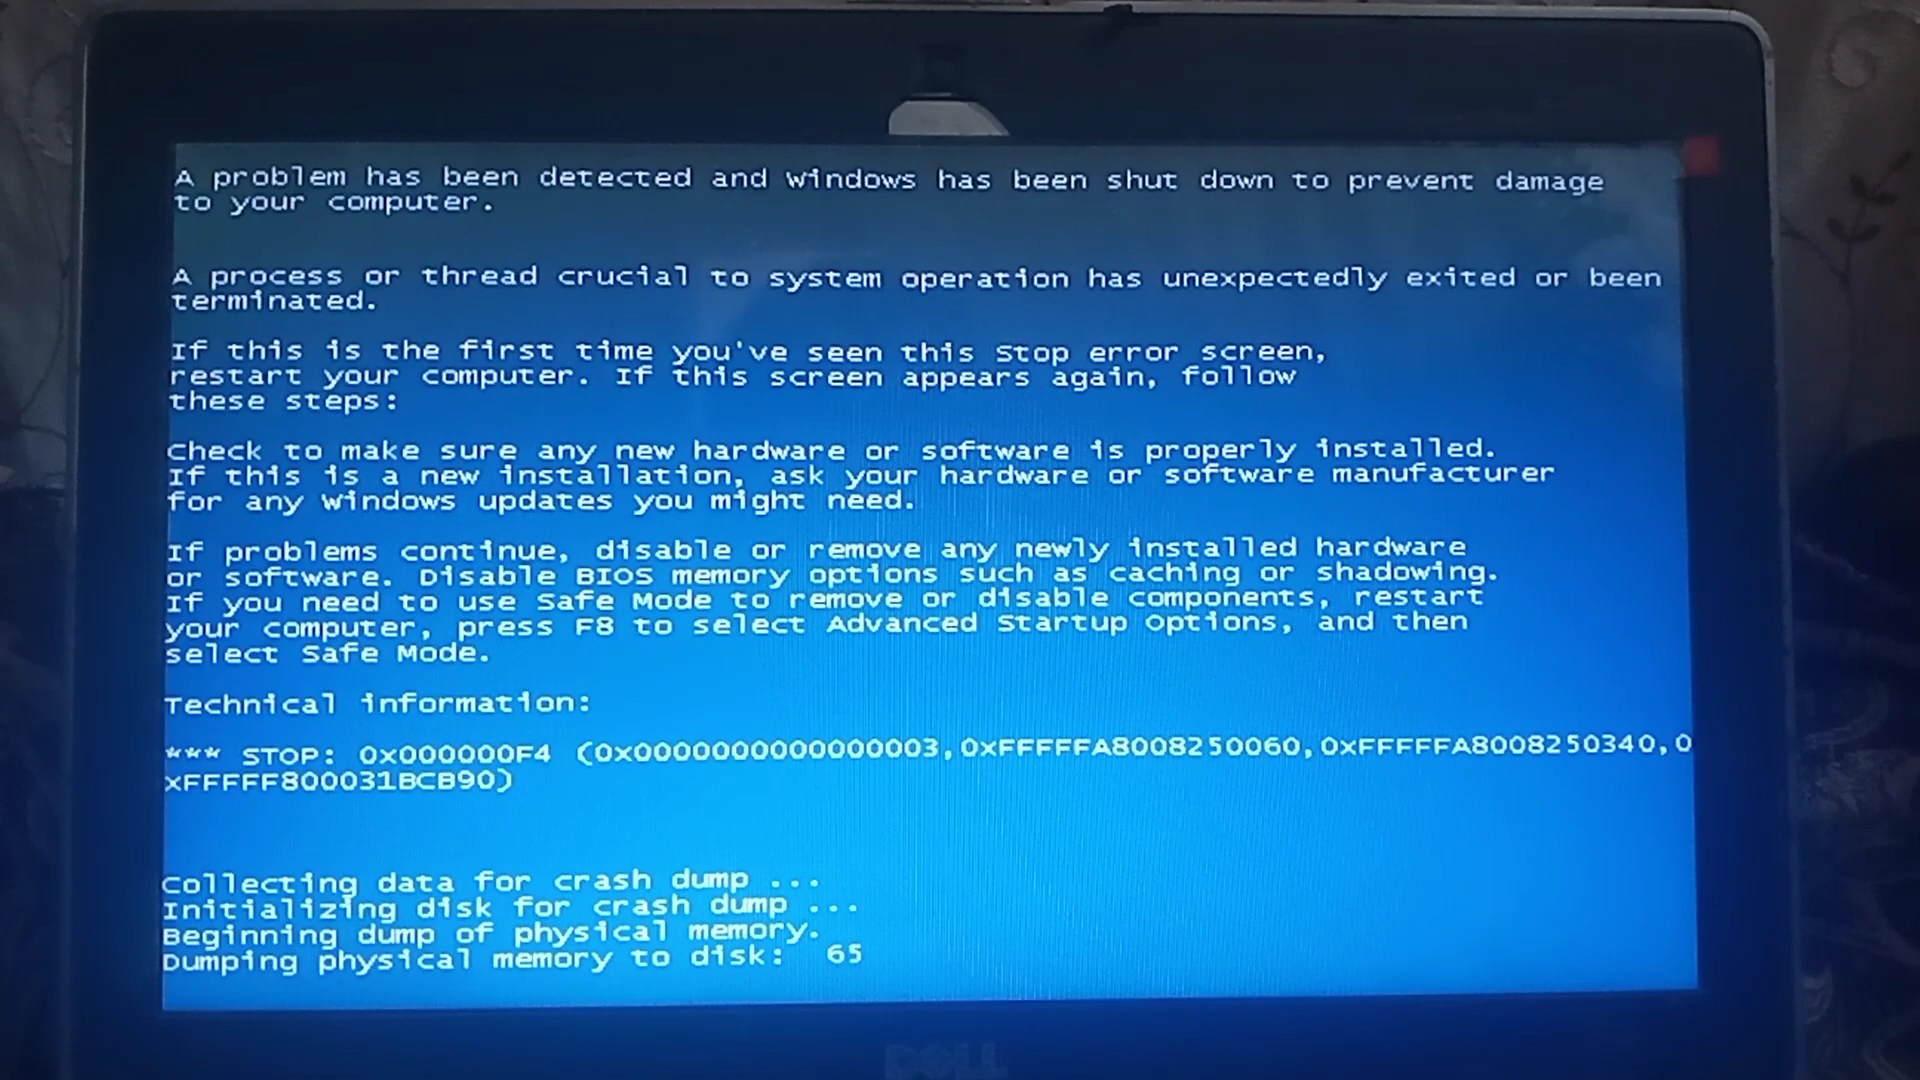 A problem has been detected and windows has been shut down to prevent damage
to your computer.
A process or thread crucial to system operation has unexpectedly exited or been
terminated.
If this is the first time you've seen this Stop error screen,
restart your computer. If this screen appears again, follow
these steps:
Check to make sure any new hardware or software is properly installed.
If this is a new installation, ask your hardware or software manufacturer
for any windows updates you might need.
If problems continue, disable or remove any newly installed hardware
or software. Disable BIOS memory options such as caching or shadowing.
If you need to use Safe Mode to remove or disable components, restart
your computer, press F8 to select Advanced Startup Options, and then
select Safe Mode.
Technical information:
*** STOP: 0x000000F4 (0x0000000000000003,0xFFFFFA8008250060,0xFFFFFA8008250340,0
xFFFFF800031BCB90)
Collecting data for crash dump ...
Initializing disk for crash dump ...
Beginning dump of physical memory.
Dumping physical memory to disk:  65
DELL